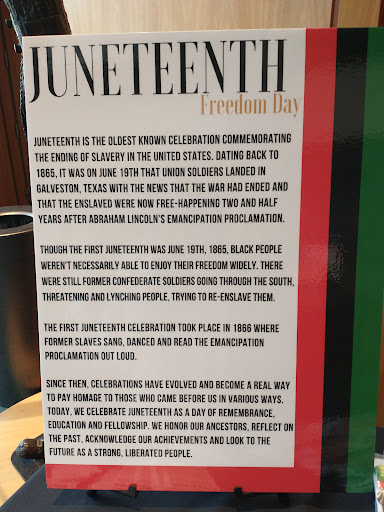 JUNETEENTH
Freedom Day
JUNETEENTH IS THE OLDEST KNOWN CELEBRATION COMMEMORATING
THE ENDING OF SLAVERY IN THE UNITED STATES. DATING BACK TO
1865, IT WAS ON JUNE 19TH THAT UNION SOLDIERS LANDED IN
GALVESTON, TEXAS WITH THE NEWS THAT THE WAR HAD ENDED AND
THAT THE ENSLAVED WERE NOW FREE-HAPPENING TWO AND HALF
YEARS AFTER ABRAHAM LINCOLN'S EMANCIPATION PROCLAMATION.
THOUGH THE FIRST JUNETEENTH WAS JUNE 19TH, 1865, BLACK PEOPLE
WEREN'T NECESSARILY ABLE TO ENJOY THEIR FREEDOM WIDELY. THERE
WERE STILL FORMER CONFEDERATE SOLDIERS GOING THROUGH THE SOUTH,
THREATENING AND LYNCHING PEOPLE, TRYING TO RE-ENSLAVE THEM.
THE FIRST JUNETEENTH CELEBRATION TOOK PLACE IN 1866 WHERE
FORMER SLAVES SANG, DANCED AND READ THE EMANCIPATION
PROCLAMATION OUT LOUD.
SINCE THEN, CELEBRATIONS HAVE EVOLVED AND BECOME A REAL WAY
TO PAY HOMAGE TO THOSE WHO CAME BEFORE US IN VARIOUS WAYS.
TODAY, WE CELEBRATE JUNETEENTH AS A DAY OF REMEMBRANCE,
EDUCATION AND FELLOWSHIP. WE HONOR OUR ANCESTORS, REFLECT ON
THE PAST, ACKNOWLEDGE OUR ACHIEVEMENTS AND LOOK TO THE
FUTURE AS A STRONG, LIBERATED PEOPLE.